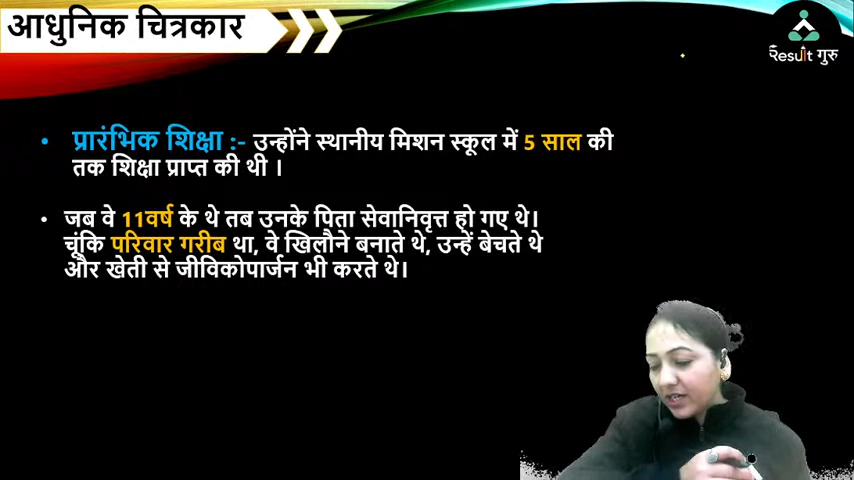 आधुनिक चित्रकार
Result गुरु
प्रारंभिक शिक्षा :- उन्होंने स्थानीय मिशन स्कूल में 5 साल की
तक शिक्षा प्राप्त की थी ।
जब वे 11वर्ष के थे तब उनके पिता सेवानिवृत्त हो गए थे।
चूंकि परिवार गरीब था, वे खिलौने बनाते थे, उन्हें बेचते थे
और खेती से जीविकोपार्जन भी करते थे।